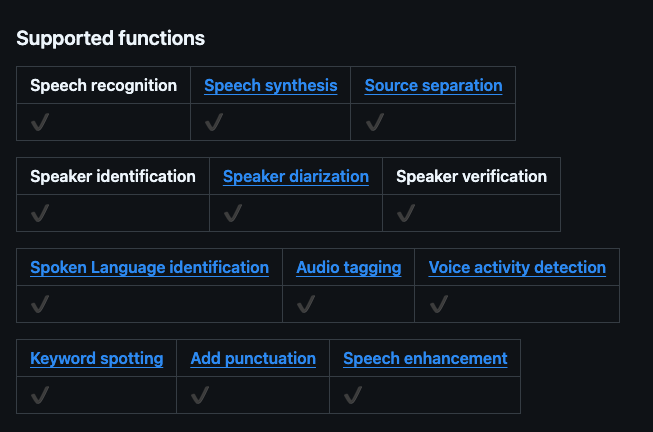 Supported functions
Speech recognition Speech synthesis Source separation
✔ ✔ ✔
Speaker identification Speaker diarization Speaker verification
✔ ✔ ✔
Spoken Language identification Audio tagging Voice activity detection
✔ ✔ ✔
Keyword spotting Add punctuation Speech enhancement
✔ ✔ ✔